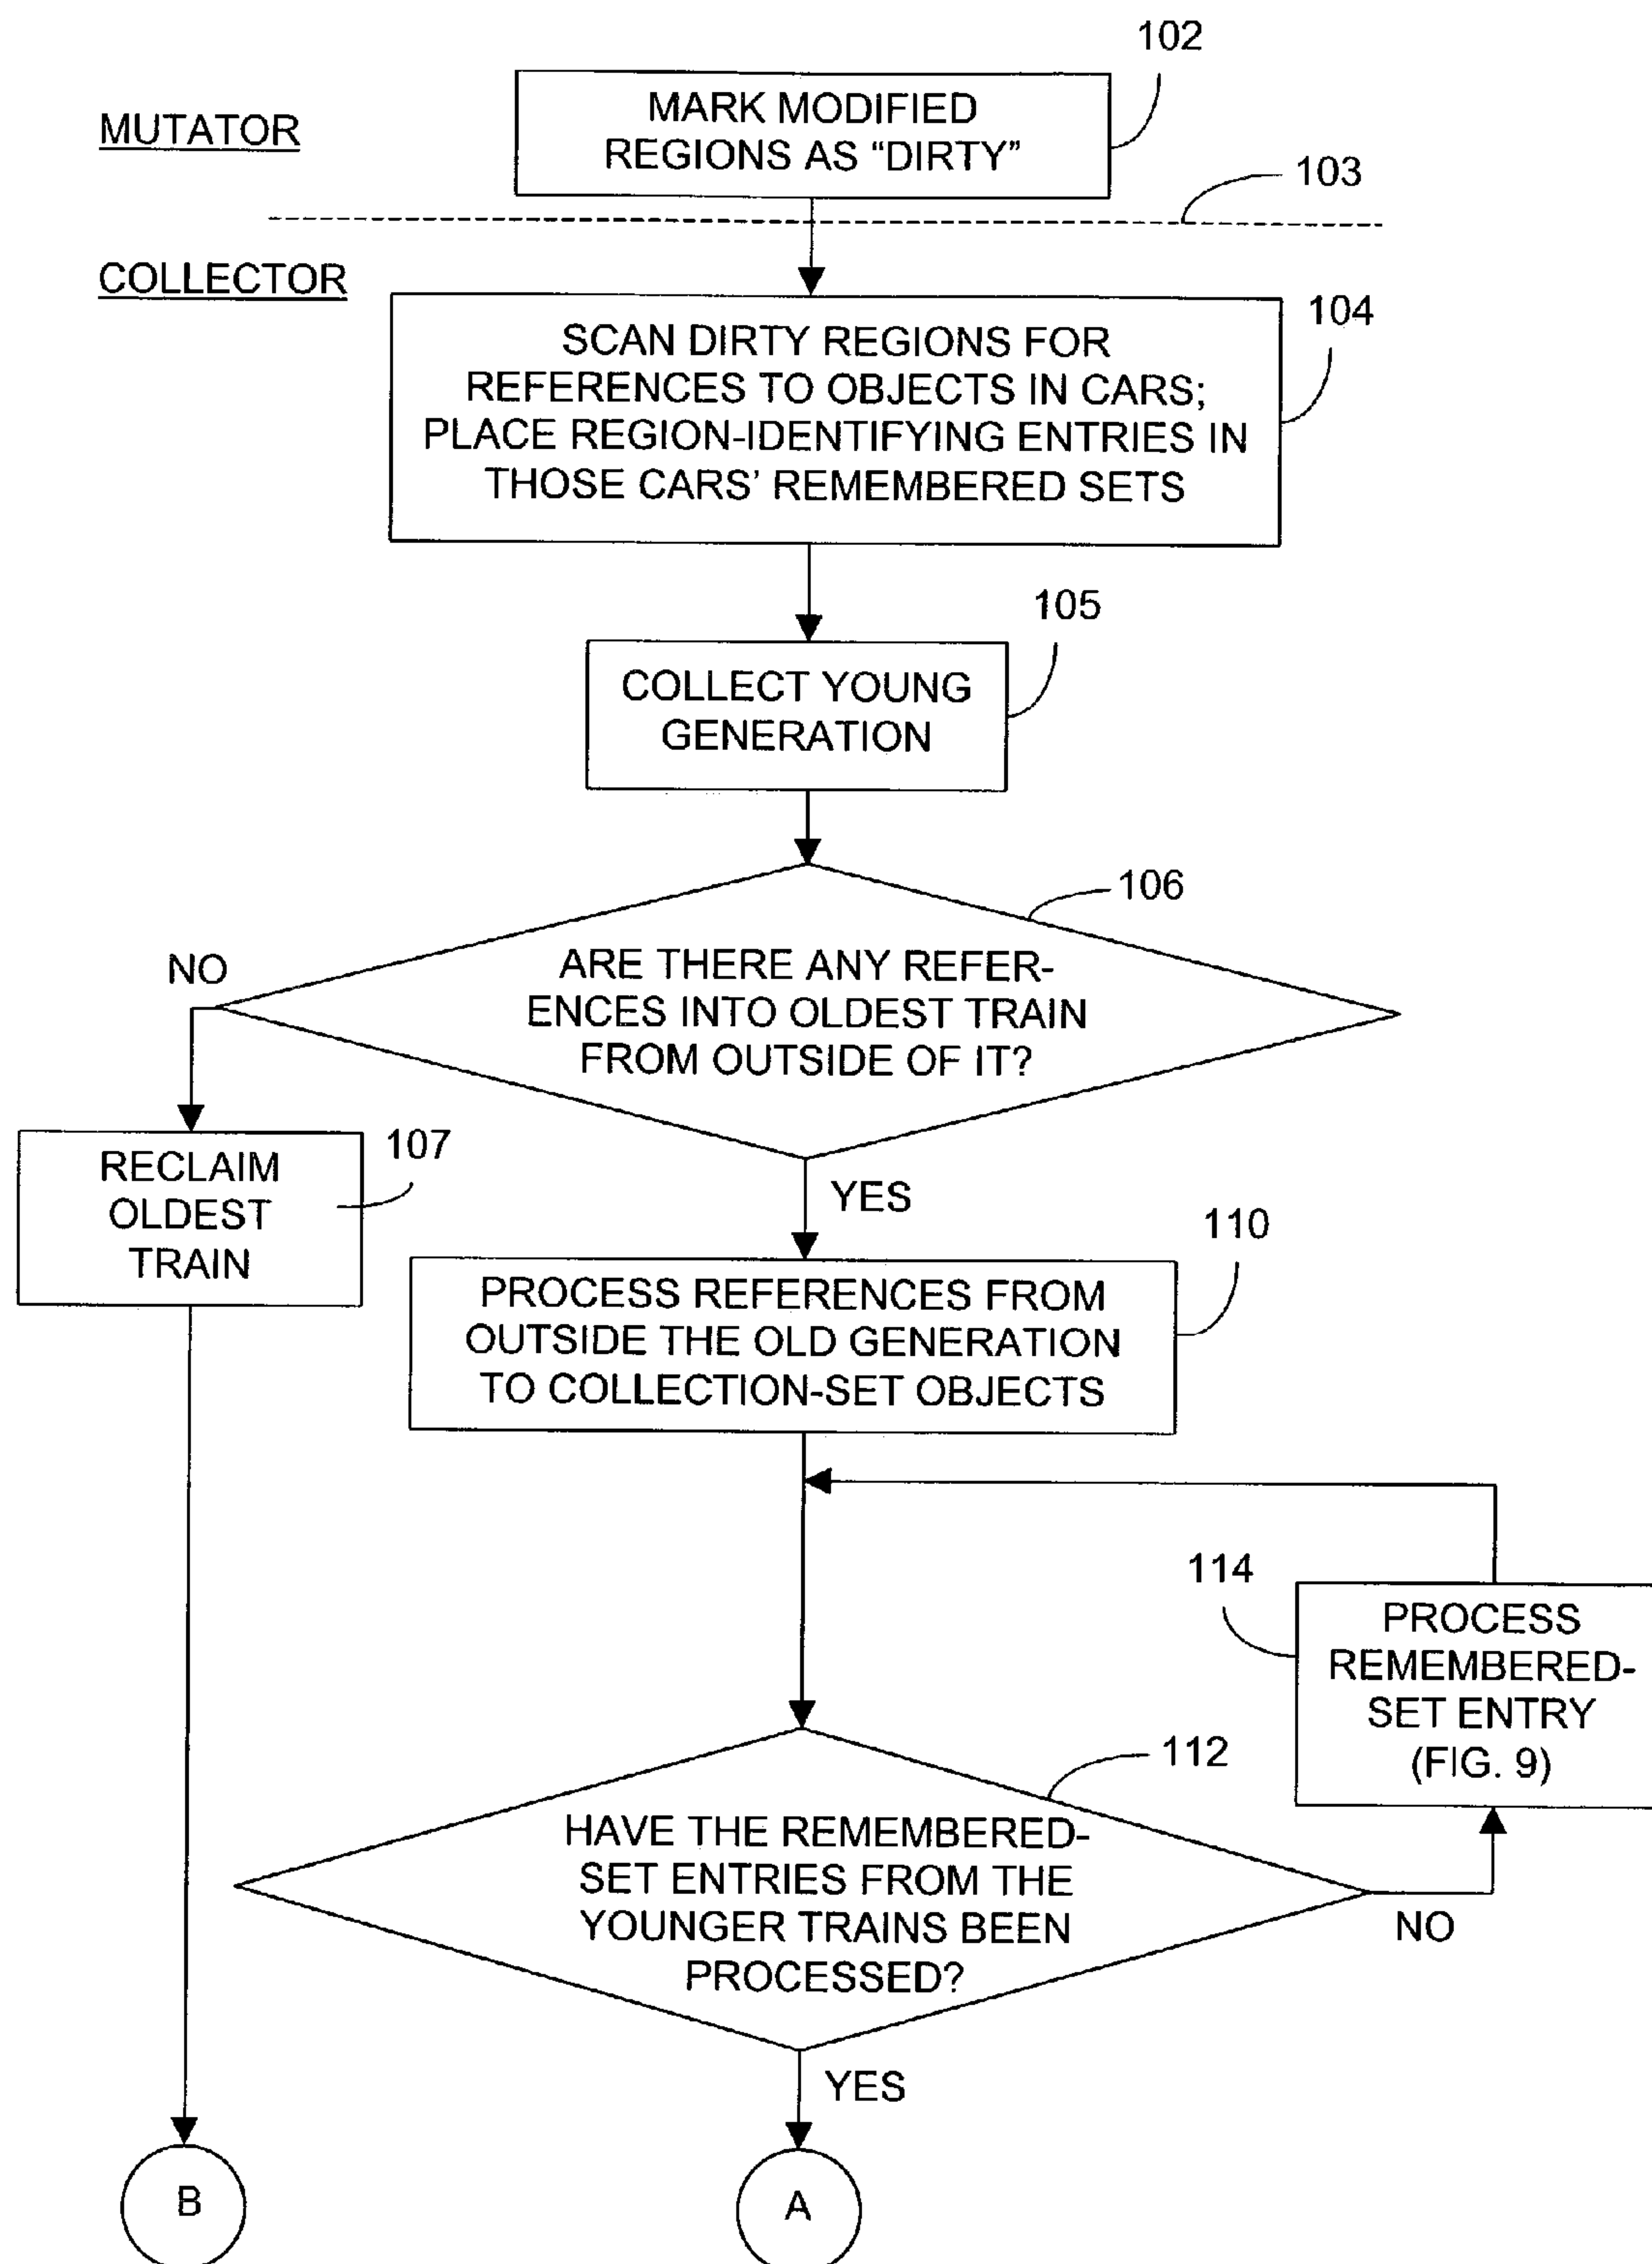 102
MUTATOR
MARK MODIFIED
REGIONS AS “DIRTY”
103
COLLECTOR
104
SCAN DIRTY REGIONS FOR
REFERENCES TO OBJECTS IN CARS;
PLACE REGION-IDENTIFYING ENTRIES IN
THOSE CARS’ REMEMBERED SETS
105
COLLECT YOUNG
GENERATION
106
NO
ARE THERE ANY REFER-
ENCES INTO OLDEST TRAIN
FROM OUTSIDE OF IT?
107
RECLAIM
OLDEST
TRAIN
YES
110
PROCESS REFERENCES FROM
OUTSIDE THE OLD GENERATION
TO COLLECTION-SET OBJECTS
114
PROCESS
REMEMBERED-
SET ENTRY
(FIG. 9)
112
HAVE THE REMEMBERED-
SET ENTRIES FROM THE
YOUNGER TRAINS BEEN
PROCESSED?
NO
YES
B
A